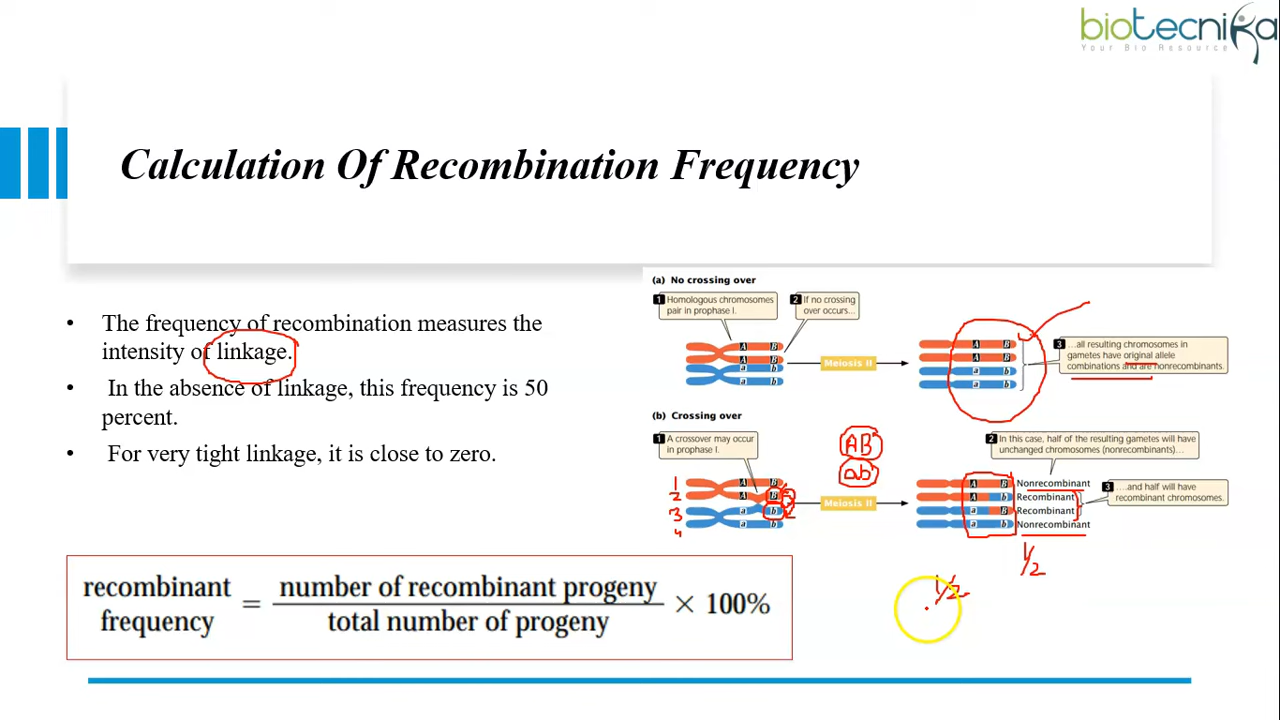 biotecnika
Your Bio Resource
Calculation Of Recombination Frequency
• The frequency of recombination measures the
intensity of linkage.
• In the absence of linkage, this frequency is 50
percent.
• For very tight linkage, it is close to zero.
(a) No crossing over
1 Homologous chromosomes
pair in prophase I.
2 If no crossing
over occurs...
A B
A B
a b
a b
Meiosis II
A B
A B
a b
a b
3 ...all resulting chromosomes in
gametes have original allele
combinations and are nonrecombinants.
(b) Crossing over
1 A crossover may occur
in prophase I.
AB
ab
2 In this case, half of the resulting gametes will have
unchanged chromosomes (nonrecombinants)...
1
2
3
4
A B
A B
a b
a b
Meiosis II
A B Nonrecombinant
A b Recombinant
a B Recombinant
a b Nonrecombinant
3 ...and half will have
recombinant chromosomes.
1/2
1/2
recombinant frequency = number of recombinant progeny / total number of progeny × 100%